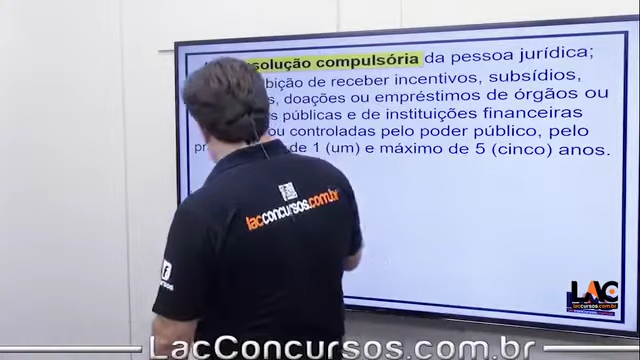 solução compulsória da pessoa jurídica;
bição de receber incentivos, subsídios,
s, doações ou empréstimos de órgãos ou
s públicas e de instituições financeiras
ou controladas pelo poder público, pelo
pr de 1 (um) e máximo de 5 (cinco) anos.
lacconcursos.com.br
f
LAC
lacconcursos.com.br
LacConcursos.com.br